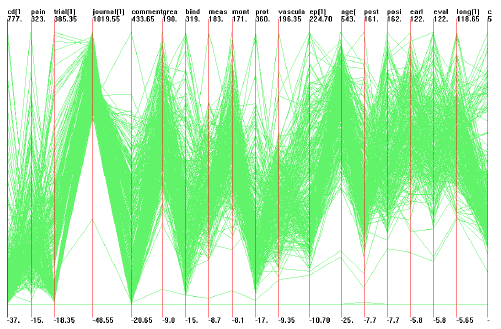 cd[1] pain trial[1] journal[1] commentgrea bind meas mont prot vascula ep[1] age[ post posi earl eval long[1] c
777. 323. 385.35 1019.55 433.65 190. 319. 183. 171. 360. 196.35 224.70 543. 161. 162. 122. 122. 118.65 5
-37. -15. -18.35 -48.55 -20.65 -9.0 -15. -8.7 -8.1 -17. -9.35 -10.70 -25. -7.7 -7.7 -5.8 -5.8 -5.65 -